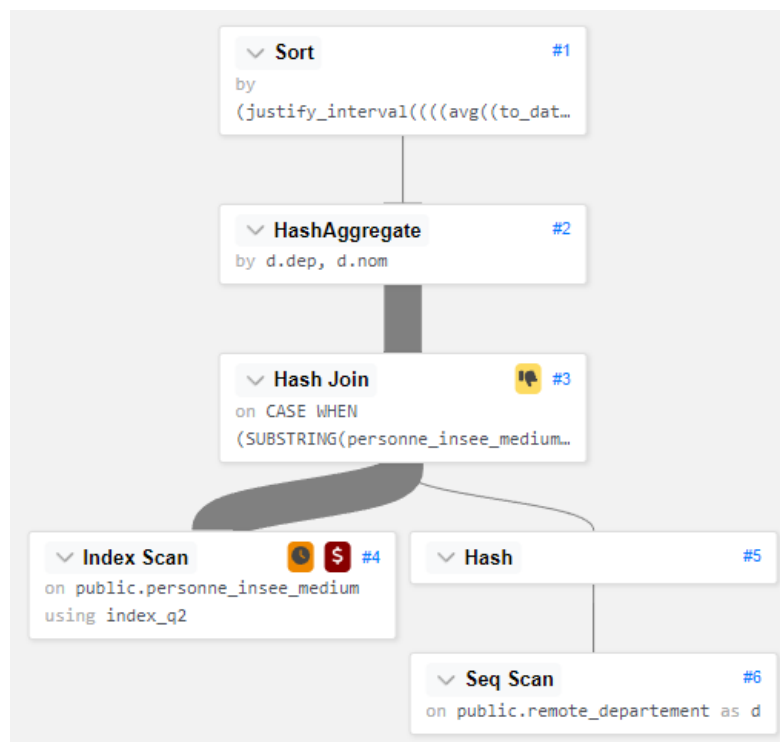 Sort #1
by
(justify_interval((((avg((to_dat…
HashAggregate #2
by d.dep, d.nom
Hash Join #3
on CASE WHEN
(SUBSTRING(personne_insee_medium…
Index Scan $ #4
on public.personne_insee_medium
using index_q2
Hash #5
Seq Scan #6
on public.remote_departement as d